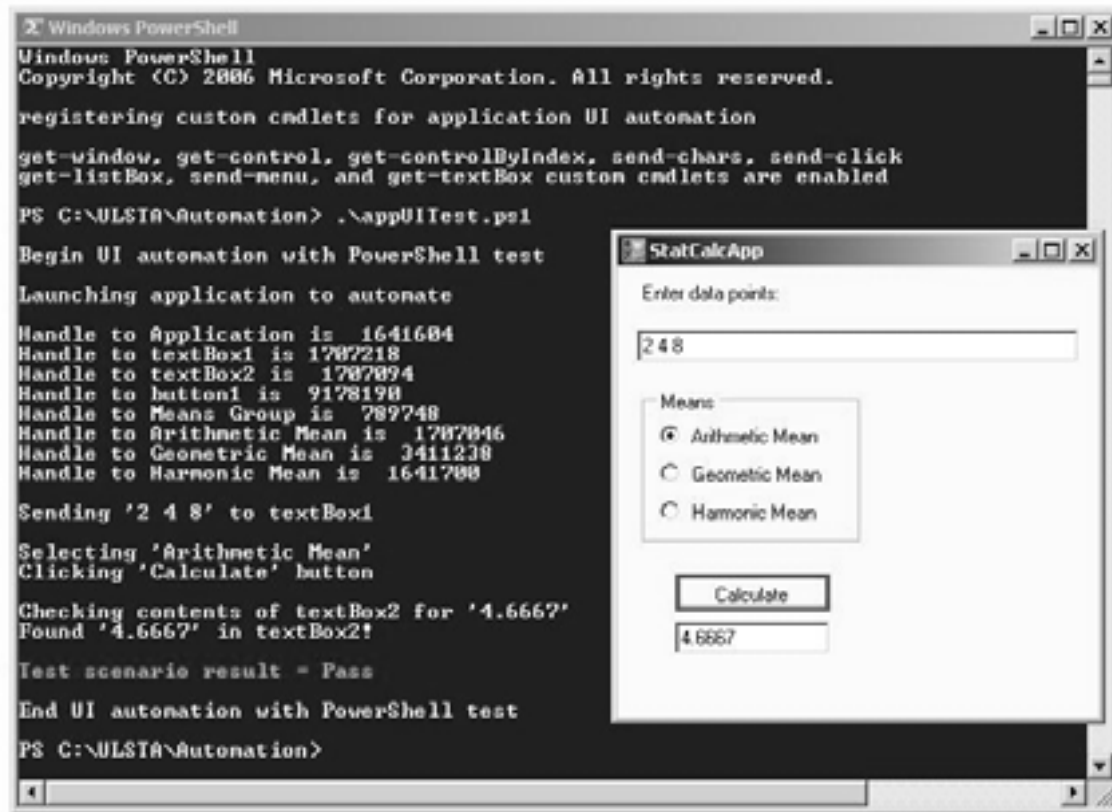 Windows PowerShell
Windows PowerShell
Copyright (C) 2006 Microsoft Corporation. All rights reserved.
registering custom cmdlets for application UI automation
get-window, get-control, get-controlByIndex, send-chars, send-click
get-listBox, send-menu, and get-textBox custom cmdlets are enabled
PS C:\ULSTA\Automation> .\appUITest.ps1
Begin UI automation with PowerShell test
Launching application to automate
Handle to Application is  1641604
Handle to textBox1 is 1707218
Handle to textBox2 is  1707094
Handle to button1 is  9178190
Handle to Means Group is  789748
Handle to Arithmetic Mean is  1707046
Handle to Geometric Mean is  3411238
Handle to Harmonic Mean is  1641700
Sending '2 4 8' to textBox1
Selecting 'Arithmetic Mean'
Clicking 'Calculate' button
Checking contents of textBox2 for '4.6667'
Found '4.6667' in textBox2!
Test scenario result = Pass
End UI automation with PowerShell test
PS C:\ULSTA\Automation>
StatCalcApp
Enter data points:
2 4 8
Means
Arithmetic Mean
Geometric Mean
Harmonic Mean
Calculate
4.6667